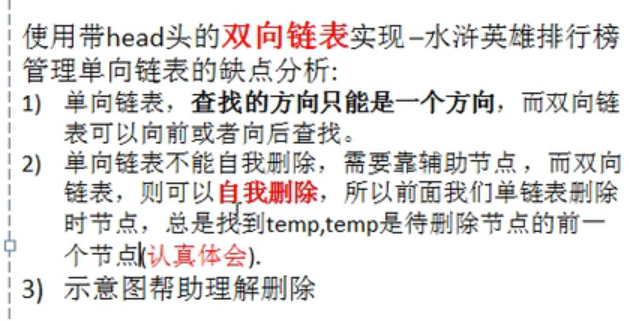 使用带head头的双向链表实现–水浒英雄排行榜
管理单向链表的缺点分析:
1) 单向链表，查找的方向只能是一个方向，而双向链
表可以向前或者向后查找。
2) 单向链表不能自我删除，需要靠辅助节点 ，而双向
链表，则可以自我删除，所以前面我们单链表删除
时节点，总是找到temp,temp是待删除节点的前一
个节点(认真体会).
3) 示意图帮助理解删除